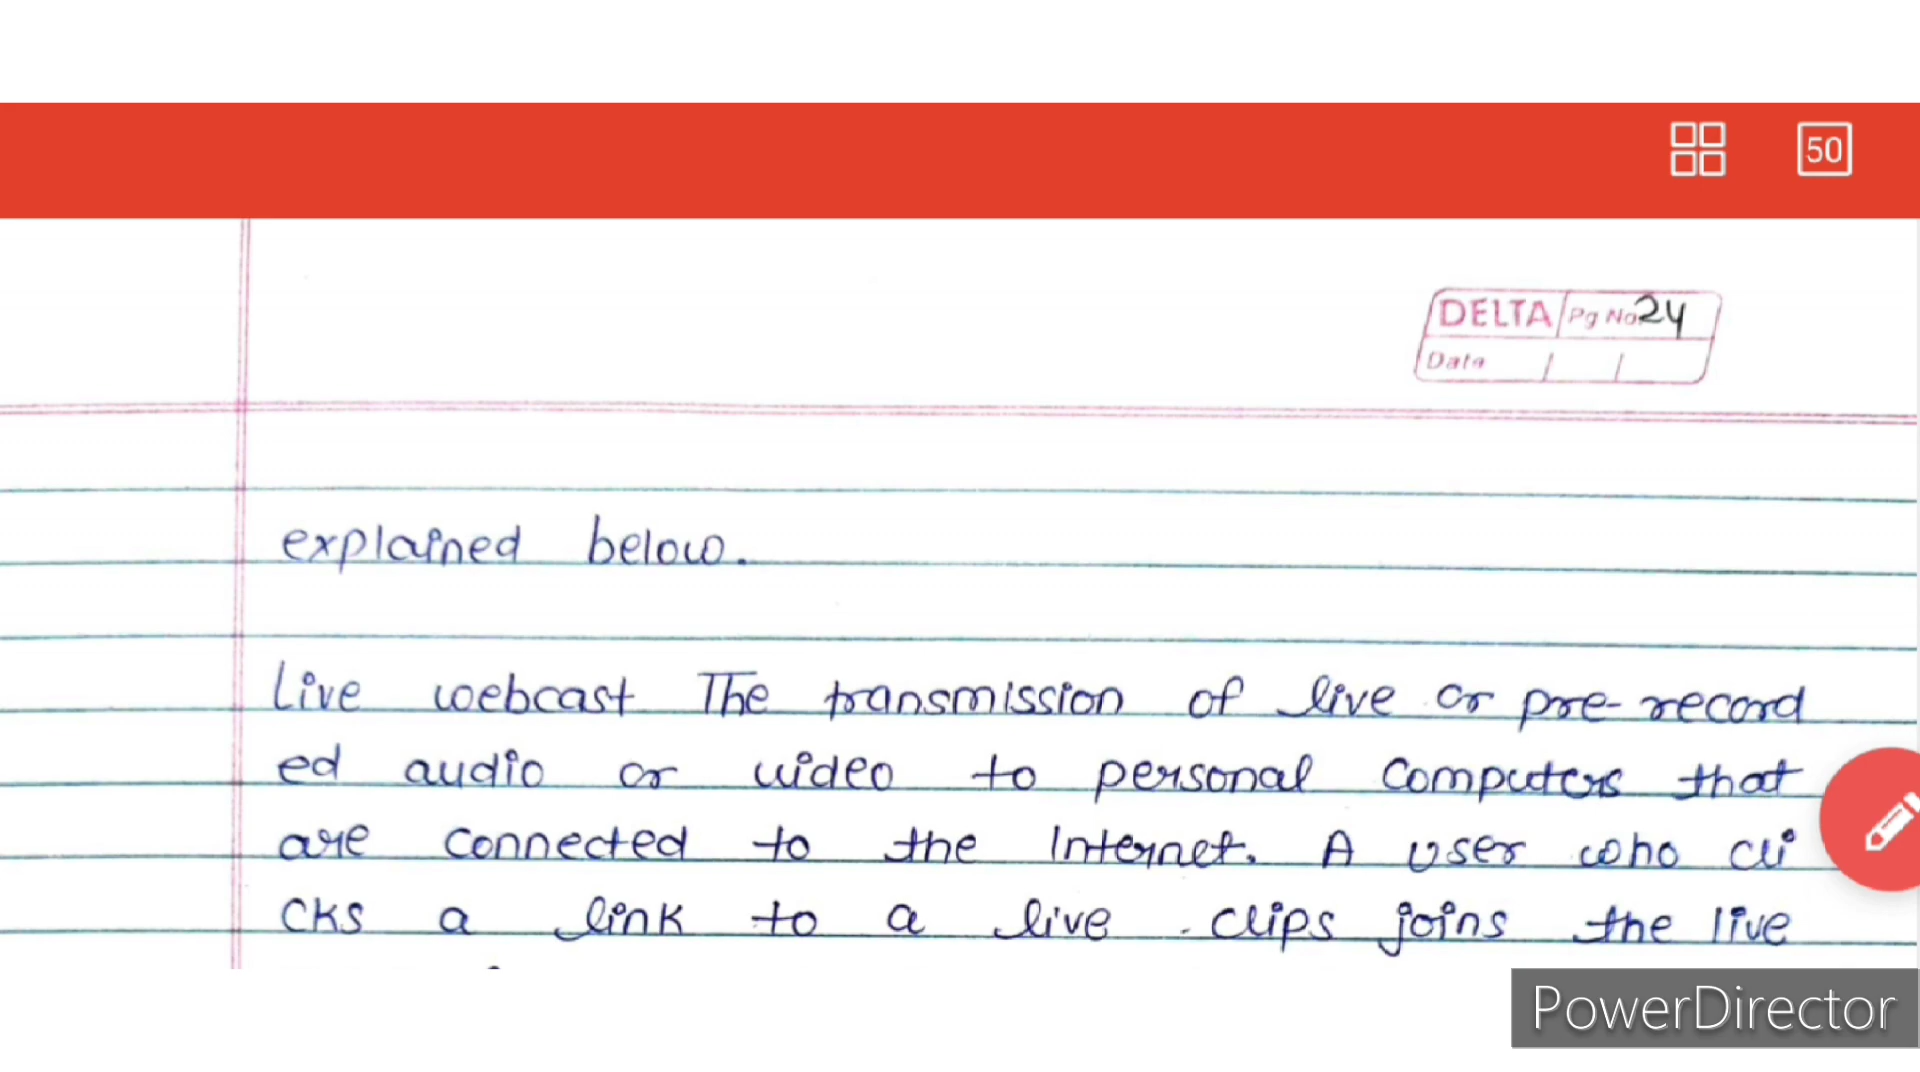 50
DELTA Pg No. 24
Date / /
explained below.
Live webcast The transmission of live or pre-record
ed audio or video to personal computers that
are connected to the Internet. A user who cli
cks a link to a live clips joins the live
PowerDirector